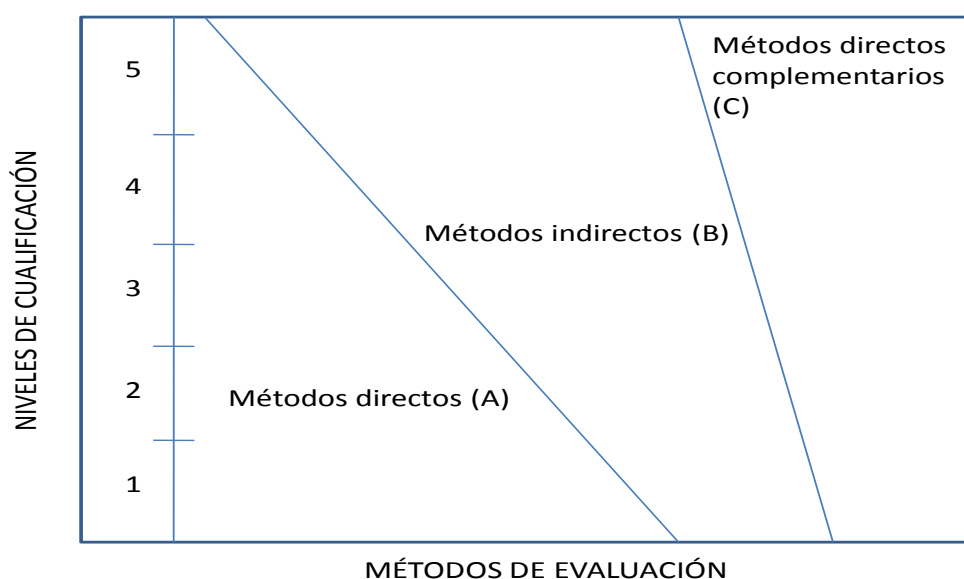 NIVELES DE CUALIFICACIÓN
5
4
3
2
1
Métodos directos
complementarios
(C)
Métodos indirectos (B)
Métodos directos (A)
MÉTODOS DE EVALUACIÓN